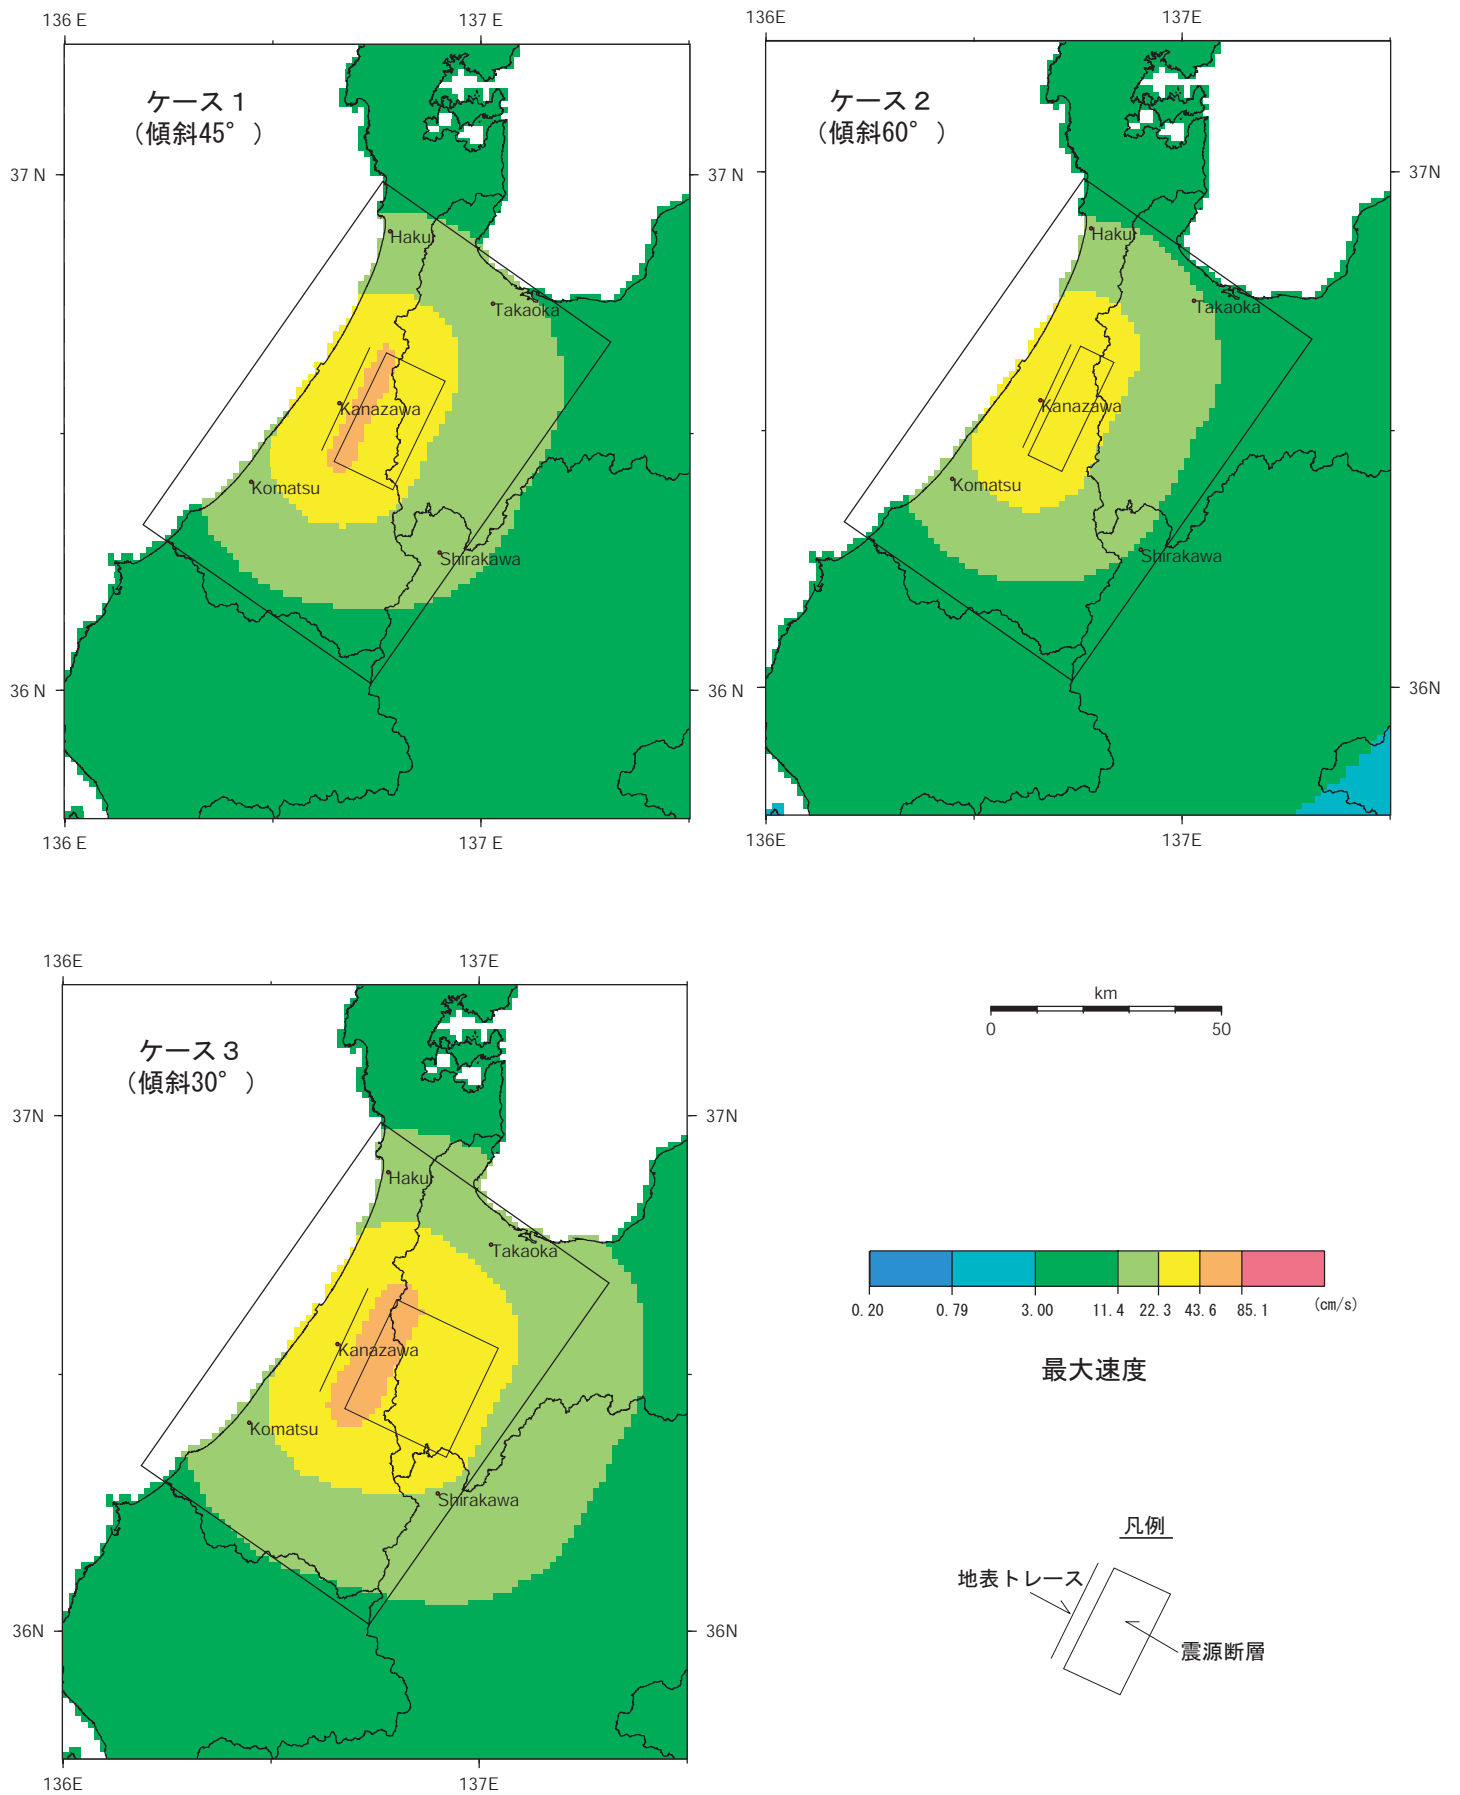 136 E
137 E
ケース１
（傾斜45°）
37 N
Haku
Takaoka
Kanazawa
Komatsu
Shirakawa
36 N
136 E
137 E
136E
137E
ケース２
（傾斜60°）
37N
Haku
Takaoka
Kanazawa
Komatsu
Shirakawa
36N
136E
137E
136E
137E
ケース３
（傾斜30°）
37N
37N
Haku
Takaoka
Kanazawa
Komatsu
Shirakawa
36N
36N
136E
137E
km
0 50
0.20 0.79 3.00 11.4 22.3 43.6 85.1 (cm/s)
最大速度
凡例
地表トレース
震源断層